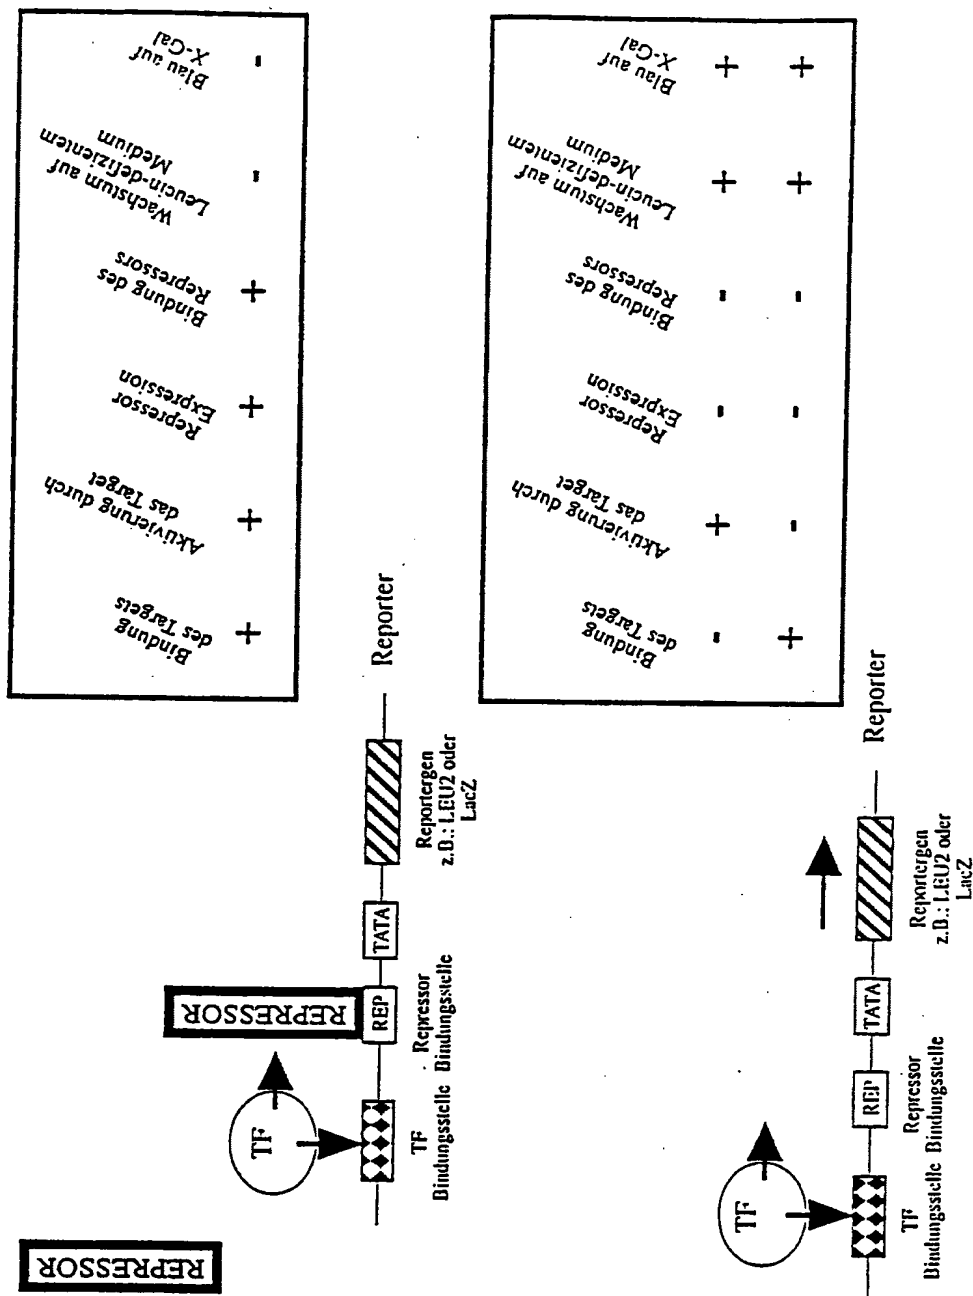 REPRESSOR
TF
REPRESSOR
REP
TATA
Reporter
TF
Bindungsstelle
Repressor
Bindungsstelle
Reportergen
z.B.: LEU2 oder
LacZ
Bindung
des Targets
Aktivierung durch
das Target
Repressor
Expression
Bindung des
Repressors
Wachstum auf
Leucin-defizientem
Medium
Blau auf
X-Gal
+ + + + - -
TF
REP
TATA
Reporter
TF
Bindungsstelle
Repressor
Bindungsstelle
Reportergen
z.B.: LEU2 oder
LacZ
Bindung
des Targets
Aktivierung durch
das Target
Repressor
Expression
Bindung des
Repressors
Wachstum auf
Leucin-defizientem
Medium
Blau auf
X-Gal
- + - - + +
+ - - - + +